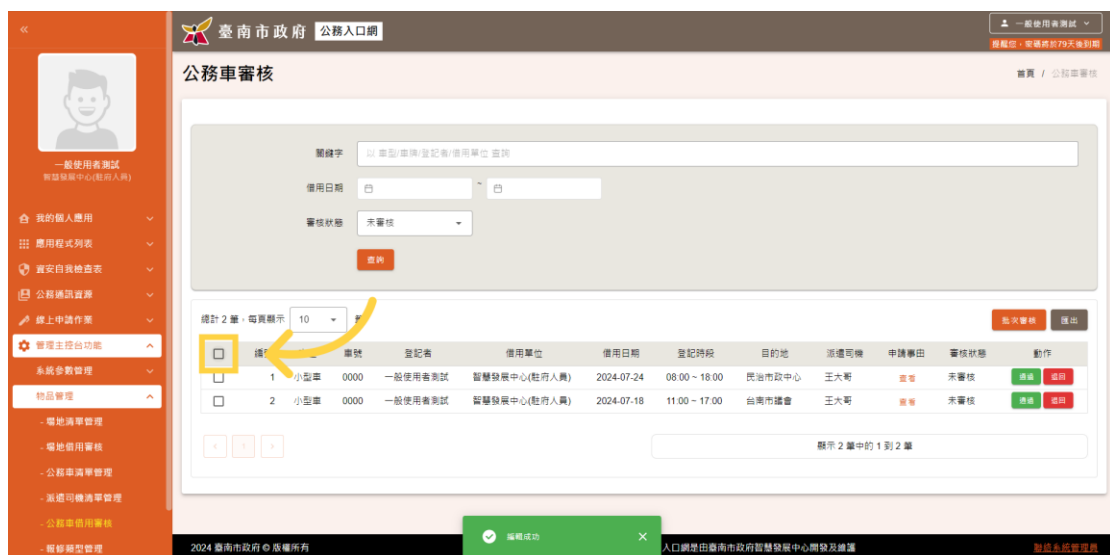 臺南市政府 公務入口網
一般使用者測試
提醒您，密碼將於79天後到期
公務車審核
首頁 / 公務車審核
一般使用者測試
智慧發展中心(駐府人員)
我的個人應用
應用程式列表
資安自我檢查表
公務通訊資源
線上申請作業
管理主控台功能
系統參數管理
物品管理
- 場地清單管理
- 場地借用審核
- 公務車清單管理
- 派遣司機清單管理
- 公務車借用審核
- 報修類型管理
關鍵字 以 車型/車牌/登記者/借用單位 查詢
借用日期 ~
審核狀態 未審核
查詢
總計 2 筆，每頁顯示 10
批次審核 匯出
車號 登記者 借用單位 借用日期 登記時段 目的地 派遣司機 申請事由 審核狀態 動作
1 小型車 0000 一般使用者測試 智慧發展中心(駐府人員) 2024-07-24 08:00 ~ 18:00 民治市政中心 王大哥 查看 未審核 通過 退回
2 小型車 0000 一般使用者測試 智慧發展中心(駐府人員) 2024-07-18 11:00 ~ 17:00 台南市議會 王大哥 查看 未審核 通過 退回
1
顯示 2 筆中的 1 到 2 筆
編輯成功
2024 臺南市政府 © 版權所有
入口網是由臺南市政府智慧發展中心開發及維護
聯絡系統管理員